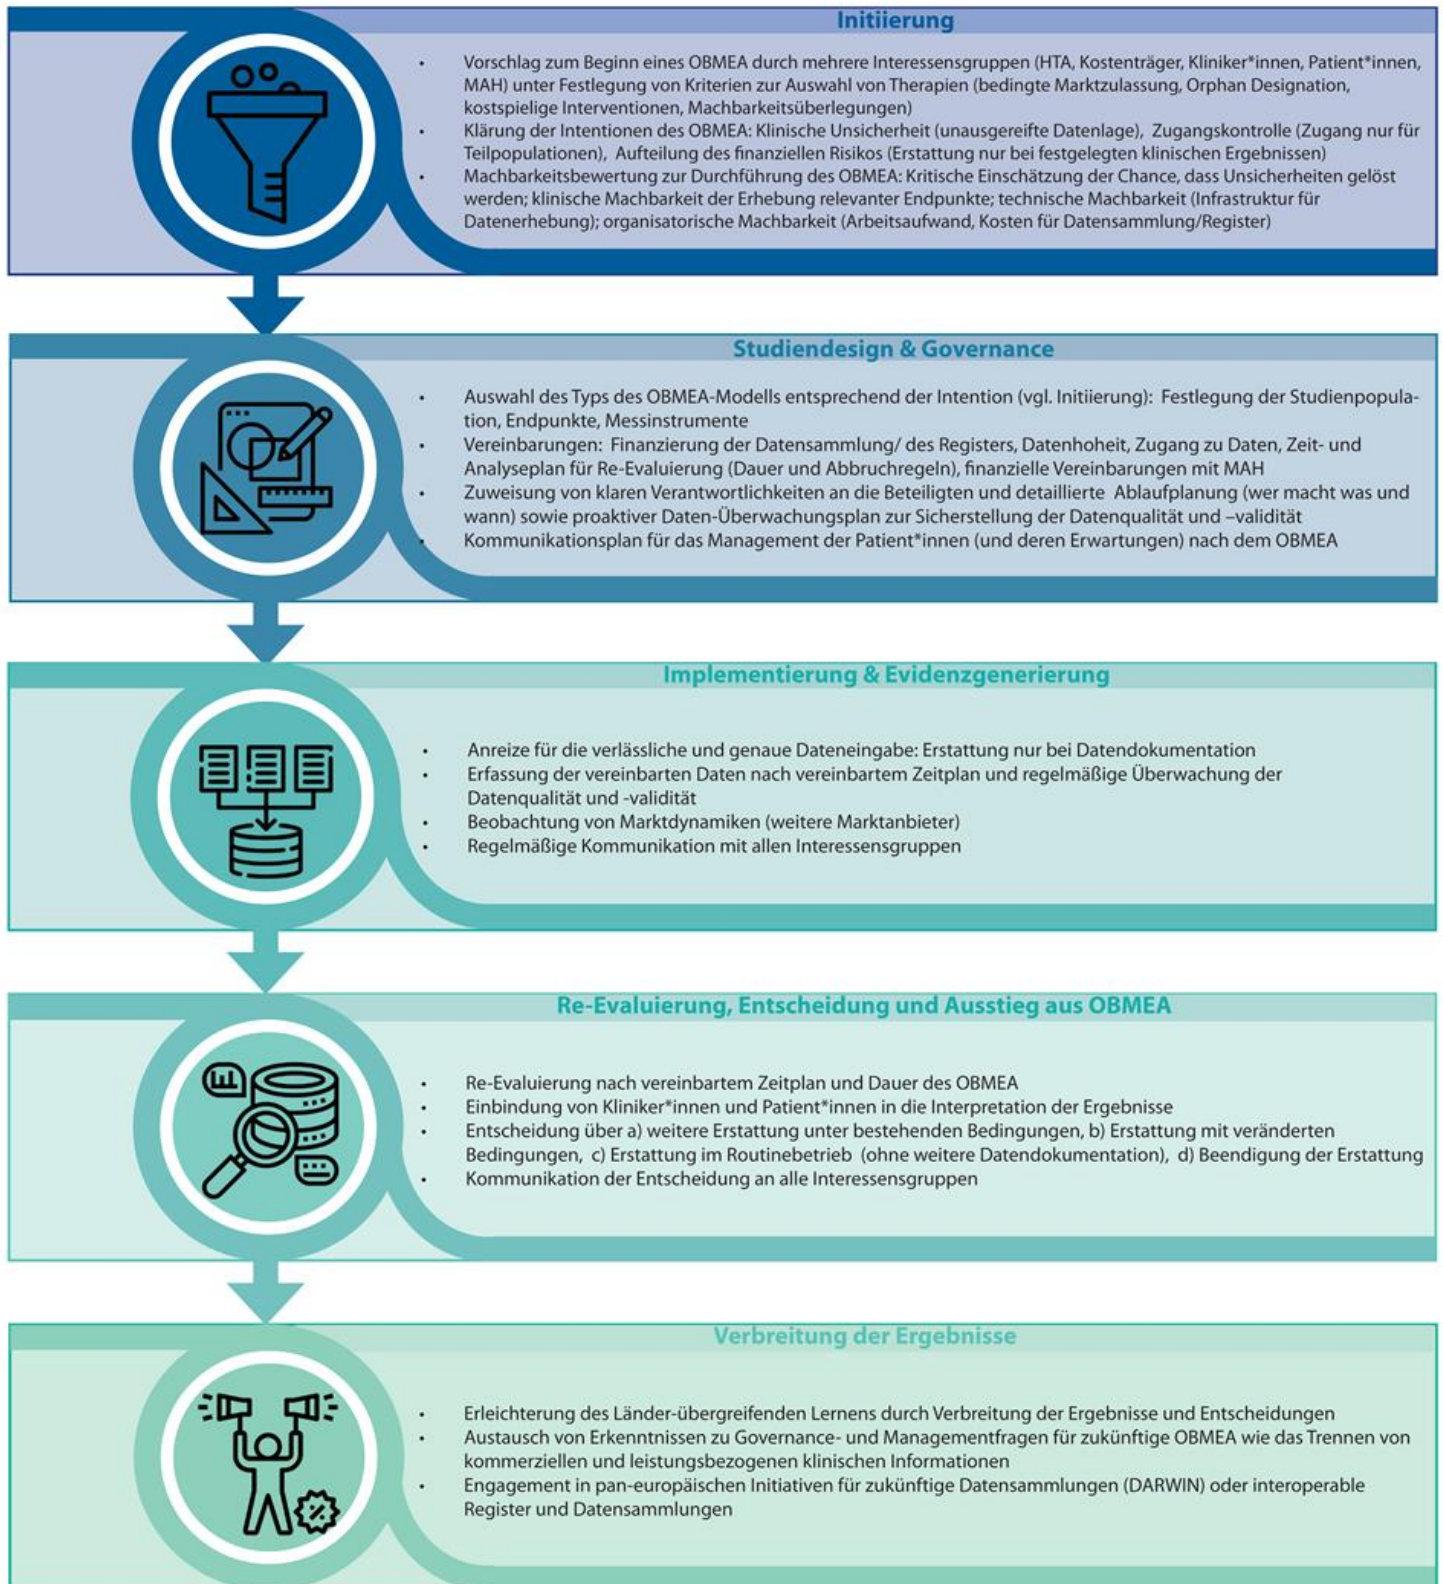 Initiierung
• Vorschlag zum Beginn eines OBMEA durch mehrere Interessensgruppen (HTA, Kostenträger, Kliniker*innen, Patient*innen,
MAH) unter Festlegung von Kriterien zur Auswahl von Therapien (bedingte Marktzulassung, Orphan Designation,
kostspielige Interventionen, Machbarkeitsüberlegungen)
• Klärung der Intentionen des OBMEA: Klinische Unsicherheit (unausgereifte Datenlage), Zugangskontrolle (Zugang nur für
Teilpopulationen), Aufteilung des finanziellen Risikos (Erstattung nur bei festgelegten klinischen Ergebnissen)
• Machbarkeitsbewertung zur Durchführung des OBMEA: Kritische Einschätzung der Chance, dass Unsicherheiten gelöst
werden; klinische Machbarkeit der Erhebung relevanter Endpunkte; technische Machbarkeit (Infrastruktur für
Datenerhebung); organisatorische Machbarkeit (Arbeitsaufwand, Kosten für Datensammlung/Register)
Studiendesign & Governance
• Auswahl des Typs des OBMEA-Modells entsprechend der Intention (vgl. Initiierung): Festlegung der Studienpopula-
tion, Endpunkte, Messinstrumente
• Vereinbarungen: Finanzierung der Datensammlung/ des Registers, Datenhoheit, Zugang zu Daten, Zeit- und
Analyseplan für Re-Evaluierung (Dauer und Abbruchregeln), finanzielle Vereinbarungen mit MAH
• Zuweisung von klaren Verantwortlichkeiten an die Beteiligten und detaillierte Ablaufplanung (wer macht was und
wann) sowie proaktiver Daten-Überwachungsplan zur Sicherstellung der Datenqualität und –validität
• Kommunikationsplan für das Management der Patient*innen (und deren Erwartungen) nach dem OBMEA
Implementierung & Evidenzgenerierung
• Anreize für die verlässliche und genaue Dateneingabe: Erstattung nur bei Datendokumentation
• Erfassung der vereinbarten Daten nach vereinbartem Zeitplan und regelmäßige Überwachung der
Datenqualität und -validität
• Beobachtung von Marktdynamiken (weitere Marktanbieter)
• Regelmäßige Kommunikation mit allen Interessensgruppen
Re-Evaluierung, Entscheidung und Ausstieg aus OBMEA
• Re-Evaluierung nach vereinbartem Zeitplan und Dauer des OBMEA
• Einbindung von Kliniker*innen und Patient*innen in die Interpretation der Ergebnisse
• Entscheidung über a) weitere Erstattung unter bestehenden Bedingungen, b) Erstattung mit veränderten
Bedingungen, c) Erstattung im Routinebetrieb (ohne weitere Datendokumentation), d) Beendigung der Erstattung
• Kommunikation der Entscheidung an alle Interessensgruppen
Verbreitung der Ergebnisse
• Erleichterung des Länder-übergreifenden Lernens durch Verbreitung der Ergebnisse und Entscheidungen
• Austausch von Erkenntnissen zu Governance- und Managementfragen für zukünftige OBMEA wie das Trennen von
kommerziellen und leistungsbezogenen klinischen Informationen
• Engagement in pan-europäischen Initiativen für zukünftige Datensammlungen (DARWIN) oder interoperable
Register und Datensammlungen